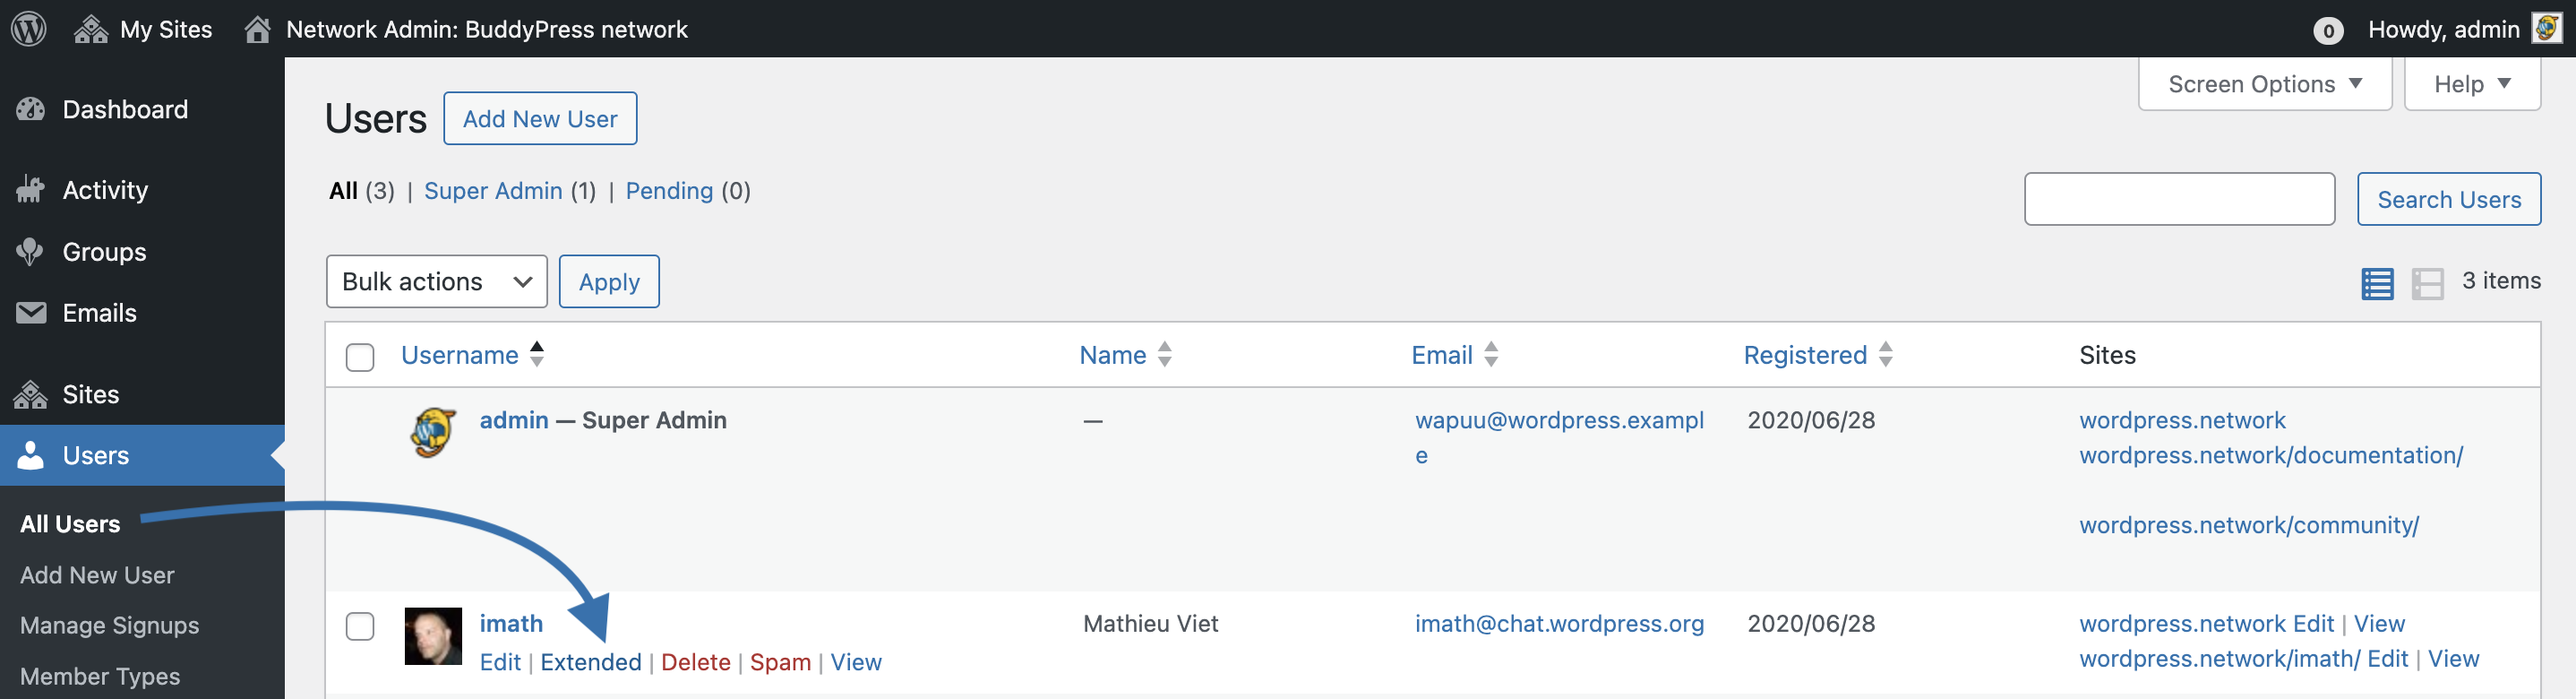 My Sites
Network Admin: BuddyPress network
0
Howdy, admin
Dashboard
Activity
Groups
Emails
Sites
Users
All Users
Add New User
Manage Signups
Member Types
Screen Options
Help
Users
Add New User
All (3) | Super Admin (1) | Pending (0)
Search Users
Bulk actions
Apply
3 items
Username
Name
Email
Registered
Sites
admin — Super Admin
—
wapuu@wordpress.exampl
e
2020/06/28
wordpress.network
wordpress.network/documentation/
wordpress.network/community/
imath
Edit | Extended | Delete | Spam | View
Mathieu Viet
imath@chat.wordpress.org
2020/06/28
wordpress.network Edit | View
wordpress.network/imath/ Edit | View